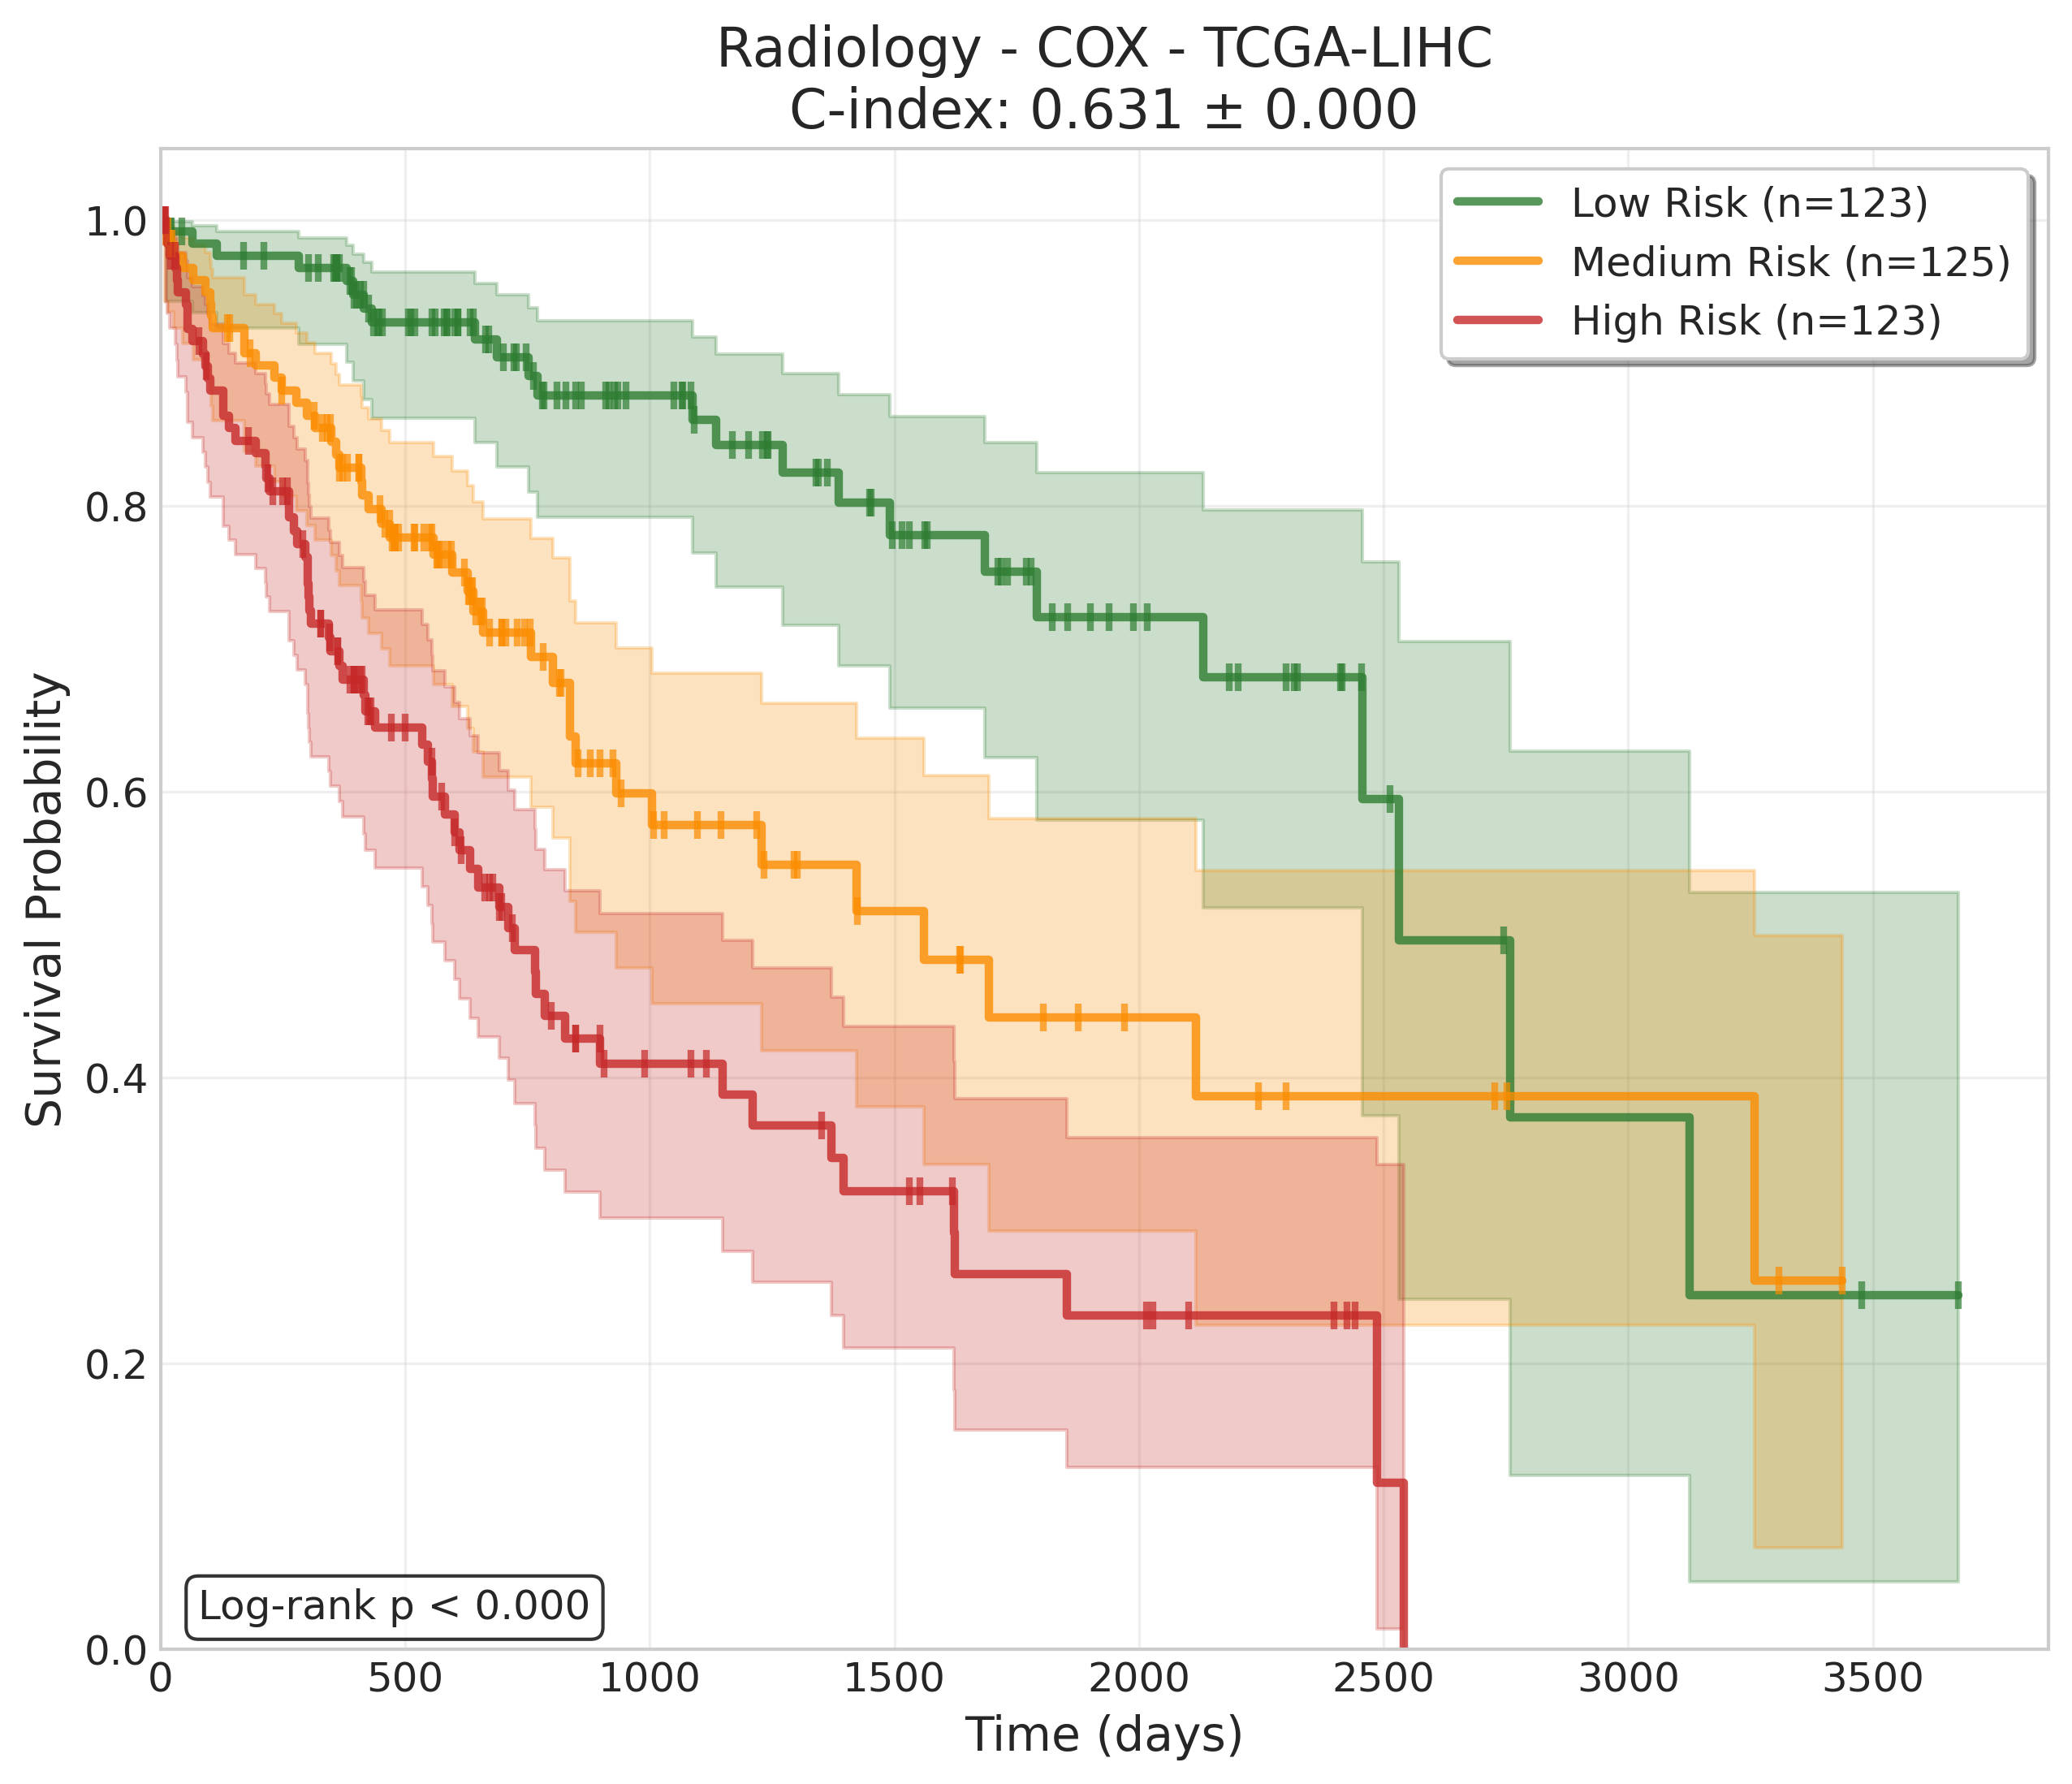 Radiology - COX - TCGA-LIHC
C-index: 0.631 ± 0.000
Low Risk (n=123)
Medium Risk (n=125)
High Risk (n=123)
Survival Probability
1.0
0.8
0.6
0.4
0.2
0.0
Log-rank p < 0.000
0 500 1000 1500 2000 2500 3000 3500
Time (days)